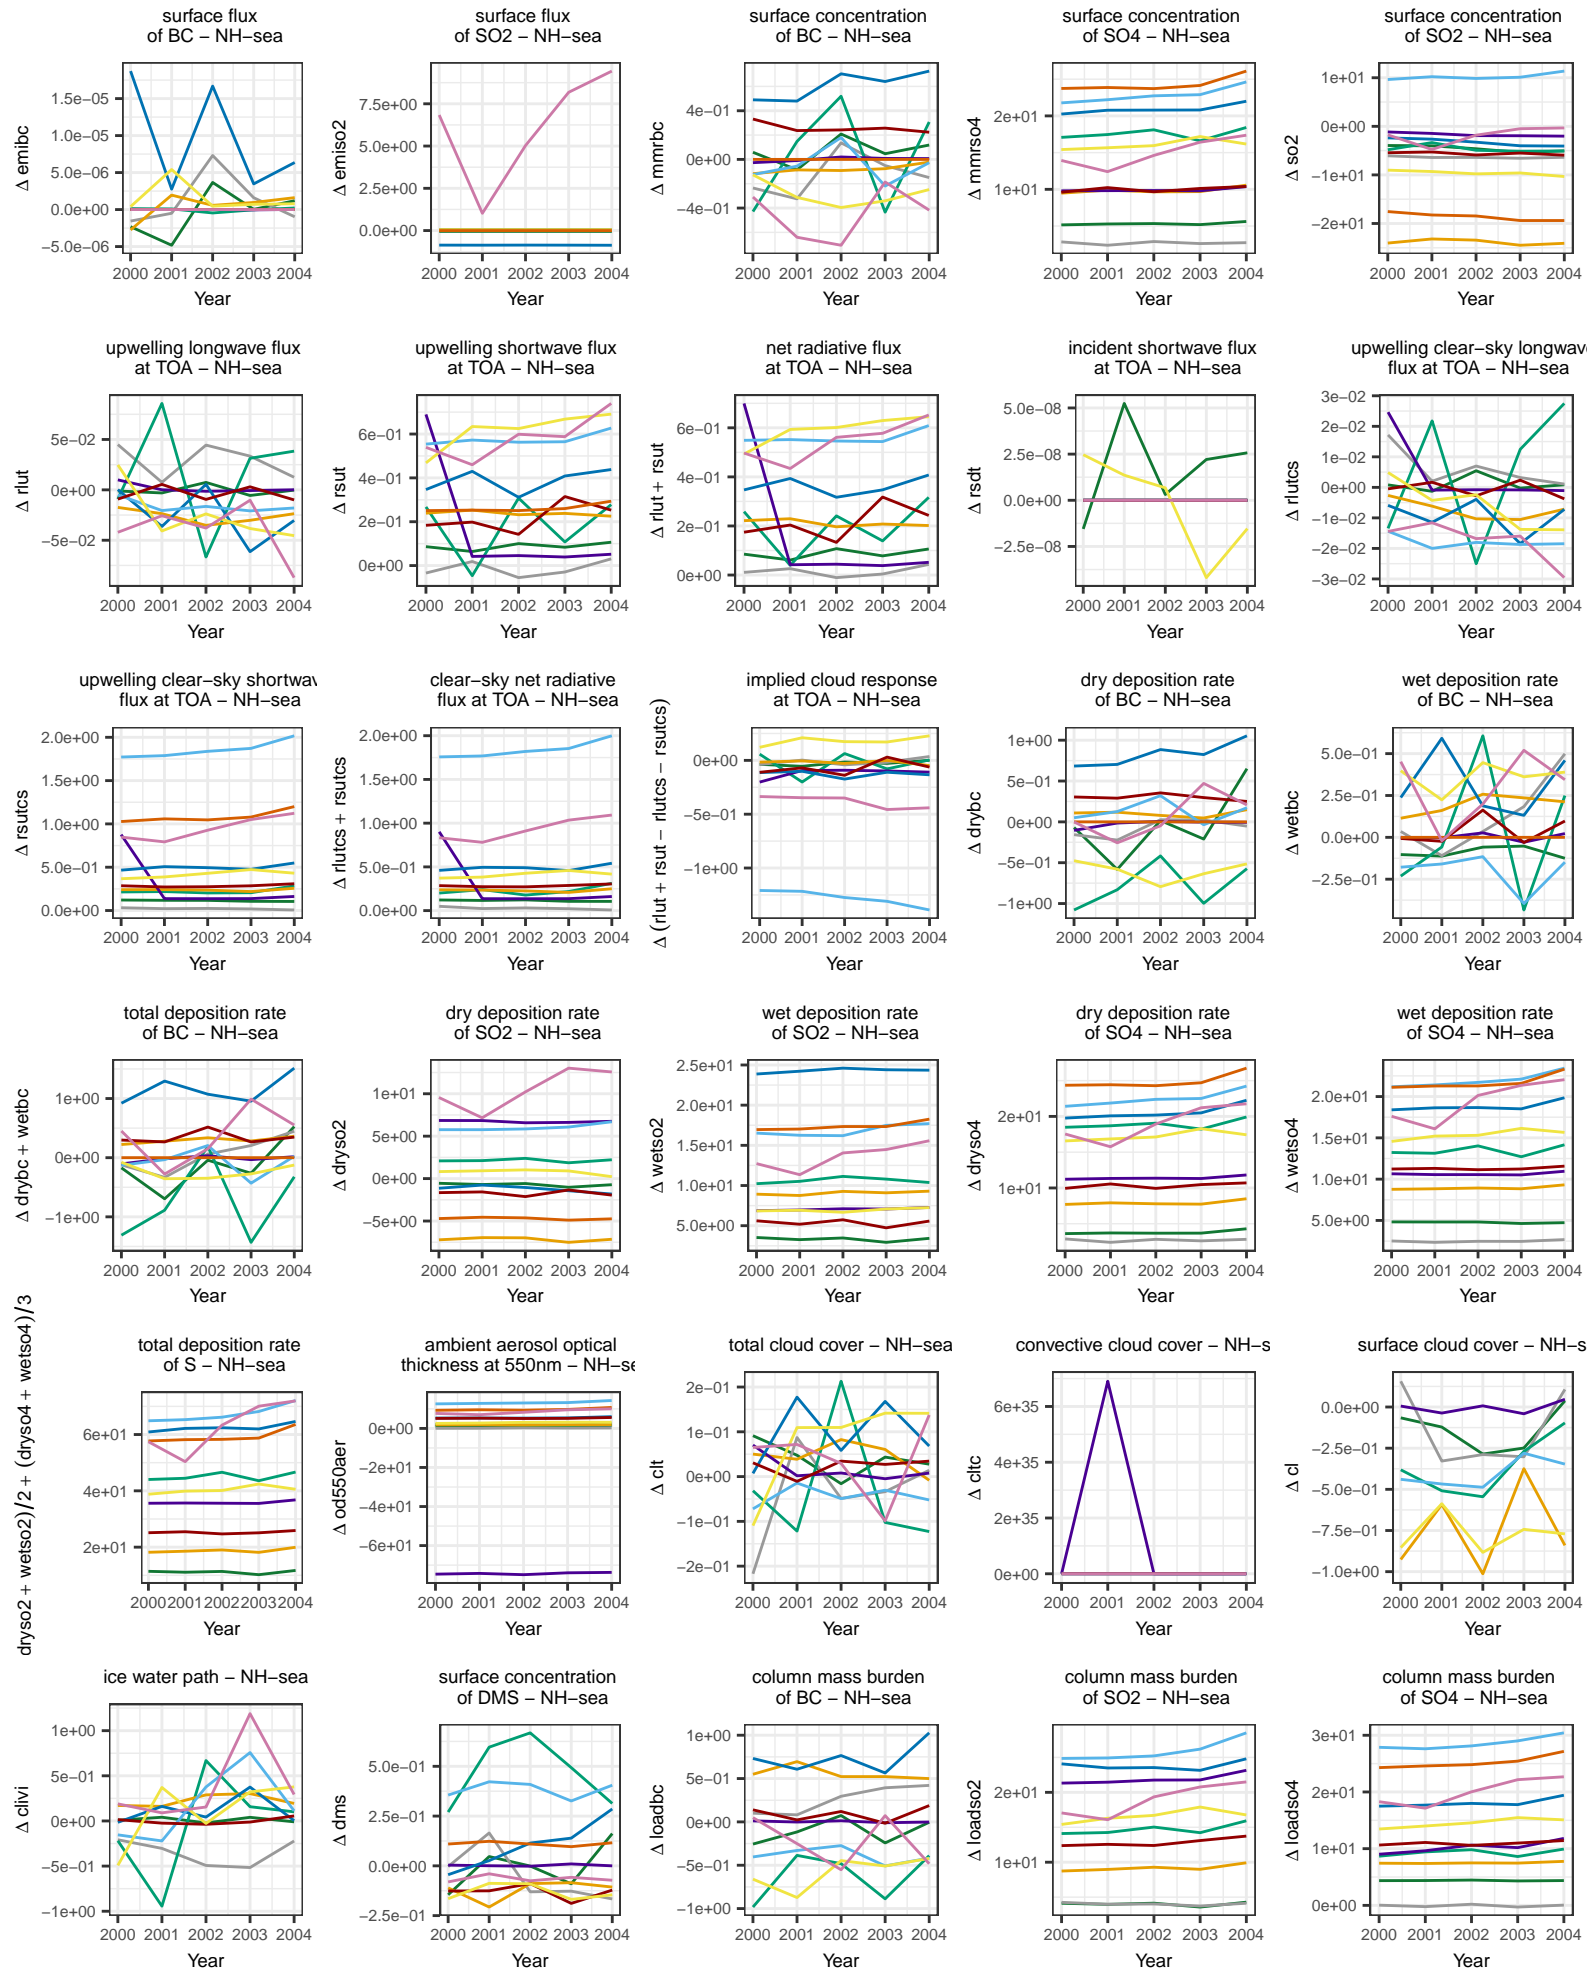 surface flux
of BC − NH−sea
Δ emibc
1.5e−05
1.0e−05
5.0e−06
0.0e+00
−5.0e−06
2000 2001 2002 2003 2004
Year
surface flux
of SO2 − NH−sea
Δ emiso2
7.5e+00
5.0e+00
2.5e+00
0.0e+00
2000 2001 2002 2003 2004
Year
surface concentration
of BC − NH−sea
Δ mmrbc
4e−01
0e+00
−4e−01
2000 2001 2002 2003 2004
Year
surface concentration
of SO4 − NH−sea
Δ mmrso4
2e+01
1e+01
2000 2001 2002 2003 2004
Year
surface concentration
of SO2 − NH−sea
Δ so2
1e+01
0e+00
−1e+01
−2e+01
2000 2001 2002 2003 2004
Year
upwelling longwave flux
at TOA − NH−sea
Δ rlut
5e−02
0e+00
−5e−02
2000 2001 2002 2003 2004
Year
upwelling shortwave flux
at TOA − NH−sea
Δ rsut
6e−01
4e−01
2e−01
0e+00
2000 2001 2002 2003 2004
Year
net radiative flux
at TOA − NH−sea
Δ rlut + rsut
6e−01
4e−01
2e−01
0e+00
2000 2001 2002 2003 2004
Year
incident shortwave flux
at TOA − NH−sea
Δ rsdt
5.0e−08
2.5e−08
0.0e+00
−2.5e−08
2000 2001 2002 2003 2004
Year
upwelling clear−sky longwav
flux at TOA − NH−sea
Δ rlutcs
3e−02
2e−02
1e−02
0e+00
−1e−02
−2e−02
−3e−02
2000 2001 2002 2003 2004
Year
upwelling clear−sky shortwav
flux at TOA − NH−sea
Δ rsutcs
2.0e+00
1.5e+00
1.0e+00
5.0e−01
0.0e+00
2000 2001 2002 2003 2004
Year
clear−sky net radiative
flux at TOA − NH−sea
Δ rlutcs + rsutcs
2.0e+00
1.5e+00
1.0e+00
5.0e−01
0.0e+00
2000 2001 2002 2003 2004
Year
implied cloud response
at TOA − NH−sea
Δ (rlut + rsut − rlutcs − rsutcs)
0e+00
−5e−01
−1e+00
2000 2001 2002 2003 2004
Year
dry deposition rate
of BC − NH−sea
Δ drybc
1e+00
5e−01
0e+00
−5e−01
−1e+00
2000 2001 2002 2003 2004
Year
wet deposition rate
of BC − NH−sea
Δ wetbc
5.0e−01
2.5e−01
0.0e+00
−2.5e−01
2000 2001 2002 2003 2004
Year
total deposition rate
of BC − NH−sea
Δ drybc + wetbc
1e+00
0e+00
−1e+00
2000 2001 2002 2003 2004
Year
dry deposition rate
of SO2 − NH−sea
Δ dryso2
1e+01
5e+00
0e+00
−5e+00
2000 2001 2002 2003 2004
Year
wet deposition rate
of SO2 − NH−sea
Δ wetso2
2.5e+01
2.0e+01
1.5e+01
1.0e+01
5.0e+00
2000 2001 2002 2003 2004
Year
dry deposition rate
of SO4 − NH−sea
Δ dryso4
2e+01
1e+01
2000 2001 2002 2003 2004
Year
wet deposition rate
of SO4 − NH−sea
Δ wetso4
2.0e+01
1.5e+01
1.0e+01
5.0e+00
2000 2001 2002 2003 2004
Year
total deposition rate
of S − NH−sea
dryso2 + wetso2)/2 + (dryso4 + wetso4)/3
6e+01
4e+01
2e+01
2000 2001 2002 2003 2004
Year
ambient aerosol optical
thickness at 550nm − NH−se
Δ od550aer
0e+00
−2e+01
−4e+01
−6e+01
2000 2001 2002 2003 2004
Year
total cloud cover − NH−sea
Δ clt
2e−01
1e−01
0e+00
−1e−01
−2e−01
2000 2001 2002 2003 2004
Year
convective cloud cover − NH−s
Δ cltc
6e+35
4e+35
2e+35
0e+00
2000 2001 2002 2003 2004
Year
surface cloud cover − NH−s
Δ cl
0.0e+00
−2.5e−01
−5.0e−01
−7.5e−01
−1.0e+00
2000 2001 2002 2003 2004
Year
ice water path − NH−sea
Δ clivi
1e+00
5e−01
0e+00
−5e−01
−1e+00
2000 2001 2002 2003 2004
Year
surface concentration
of DMS − NH−sea
Δ dms
5.0e−01
2.5e−01
0.0e+00
−2.5e−01
2000 2001 2002 2003 2004
Year
column mass burden
of BC − NH−sea
Δ loadbc
1e+00
5e−01
0e+00
−5e−01
−1e+00
2000 2001 2002 2003 2004
Year
column mass burden
of SO2 − NH−sea
Δ loadso2
2e+01
1e+01
2000 2001 2002 2003 2004
Year
column mass burden
of SO4 − NH−sea
Δ loadso4
3e+01
2e+01
1e+01
0e+00
2000 2001 2002 2003 2004
Year